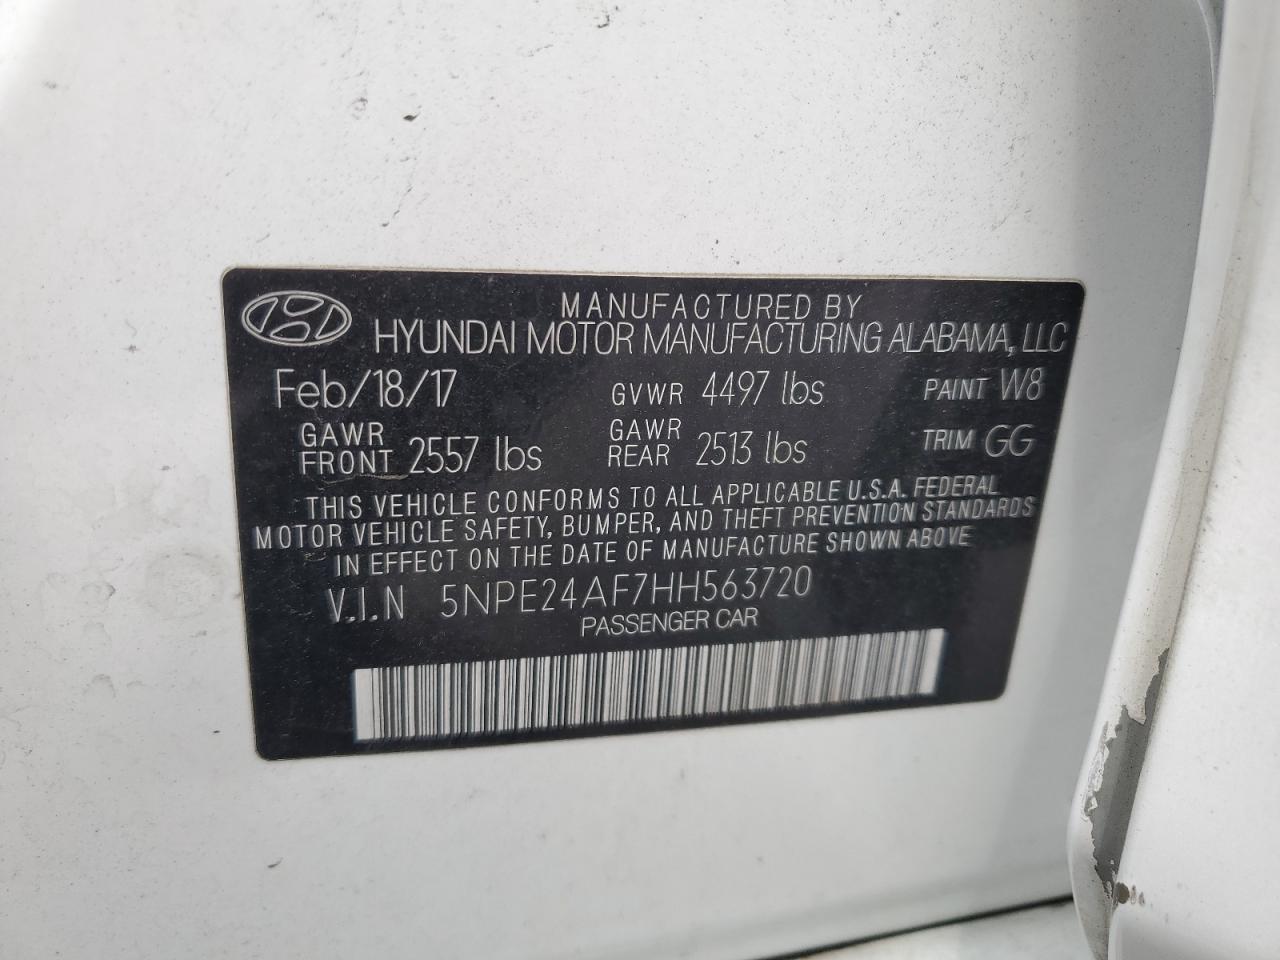 MANUFACTURED BY
HYUNDAI MOTOR MANUFACTURING ALABAMA, LLC
Feb/18/17 GVWR 4497 lbs PAINT W8
GAWR FRONT 2557 lbs GAWR REAR 2513 lbs TRIM GG
THIS VEHICLE CONFORMS TO ALL APPLICABLE U.S.A. FEDERAL
MOTOR VEHICLE SAFETY, BUMPER, AND THEFT PREVENTION STANDARDS
IN EFFECT ON THE DATE OF MANUFACTURE SHOWN ABOVE
V.I.N 5NPE24AF7HH563720
PASSENGER CAR